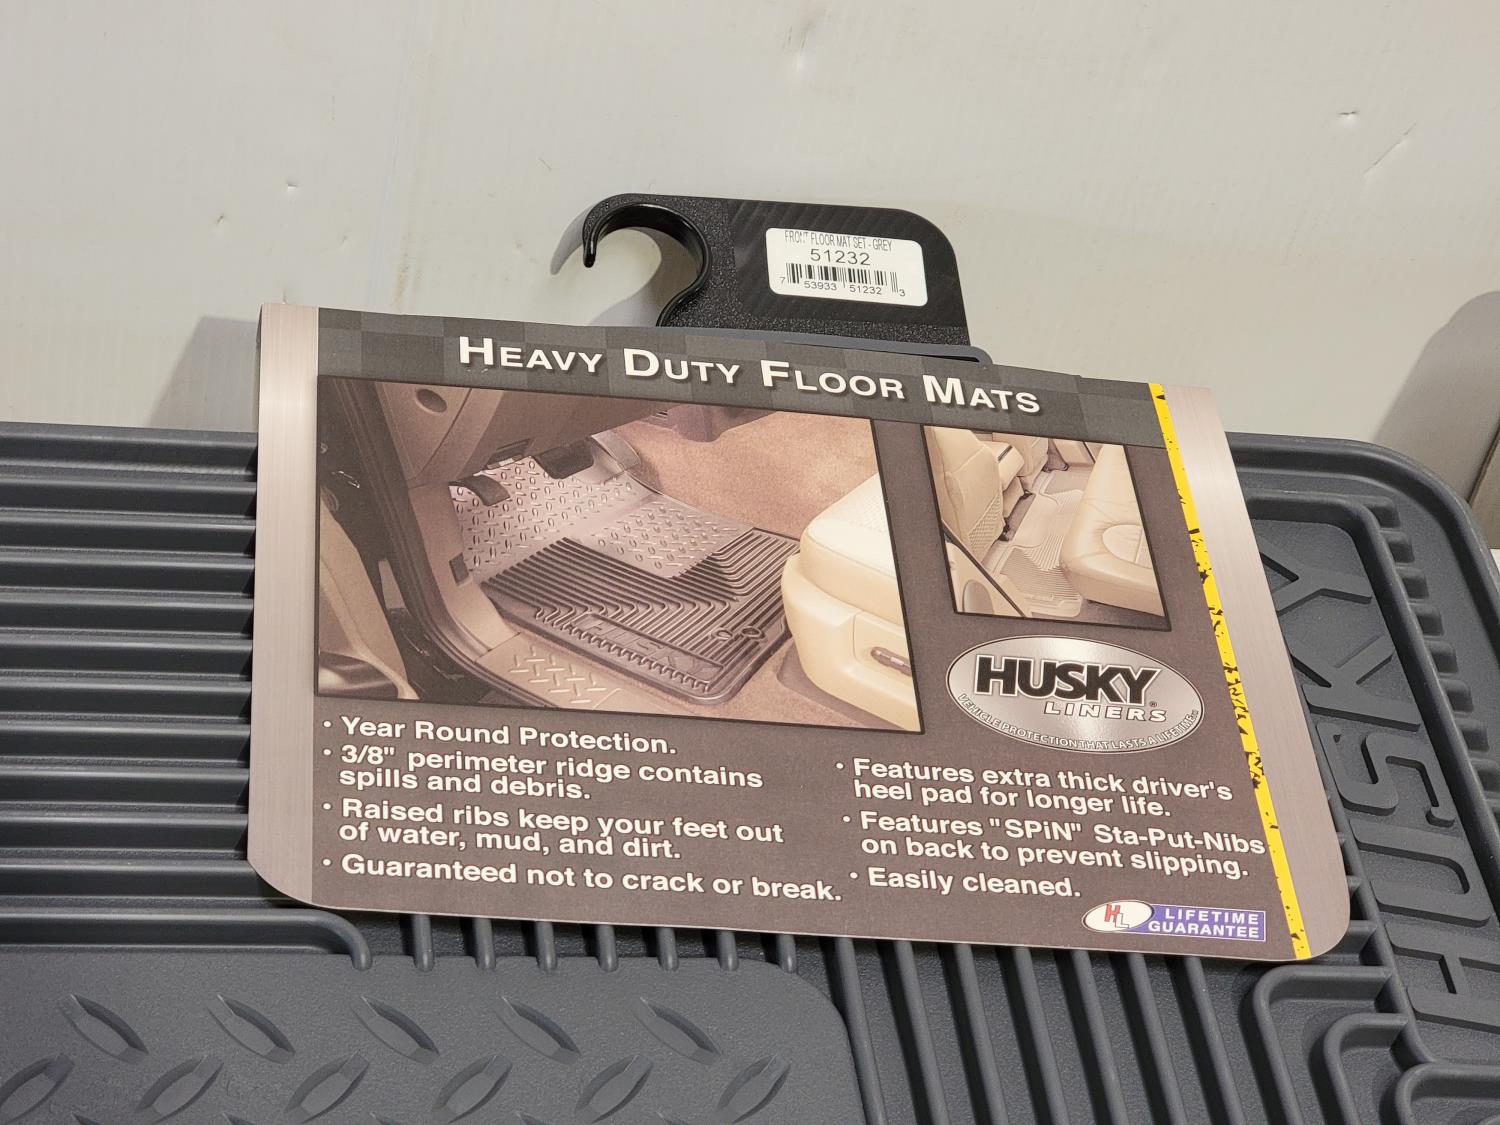 FRONT FLOOR MAT SET - GREY
51232
7 53933 51232 3
HEAVY DUTY FLOOR MATS
HUSKY
LINERS®
VEHICLE PROTECTION THAT LASTS A LIFETIME
• Year Round Protection.
• 3/8" perimeter ridge contains
spills and debris.
• Raised ribs keep your feet out
of water, mud, and dirt.
• Guaranteed not to crack or break.
• Features extra thick driver's
heel pad for longer life.
• Features "SPiN" Sta-Put-Nibs
on back to prevent slipping.
• Easily cleaned.
HL LIFETIME
GUARANTEE
HUSKY